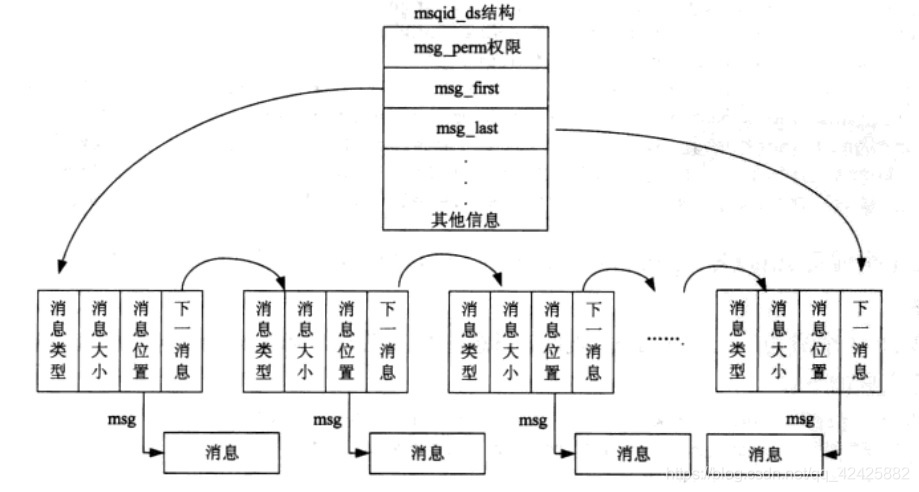 msqid_ds结构
msg_perm权限
msg_first
msg_last
.
.
.
其他信息
消息类型
消息大小
消息位置
下一消息
消息类型
消息大小
消息位置
下一消息
消息类型
消息大小
消息位置
下一消息
.......
消息类型
消息大小
消息位置
下一消息
msg
msg
msg
msg
消息
消息
消息
消息
https://blog.csdn.net/qq_42425882